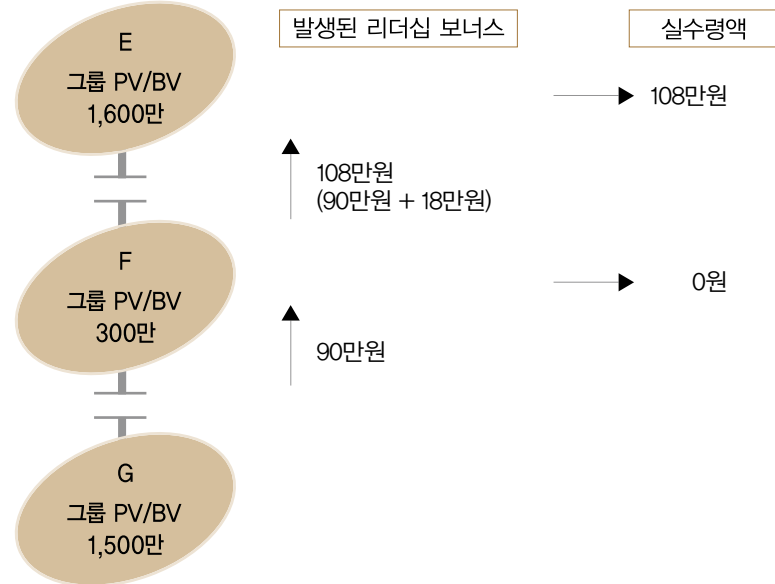 발생된 리더십 보너스
실수령액
E
그룹 PV/BV
1,600만
108만원
108만원
(90만원 + 18만원)
F
그룹 PV/BV
300만
0원
90만원
G
그룹 PV/BV
1,500만